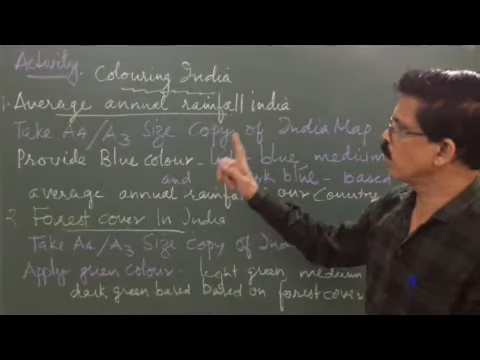 Activity.
Colouring India
1. Average annual rainfall india
Take A4/A3 Size Copy of India Map
Provide Blue colour - blue medium
and blue - based
average annual rainfall our Country
2. Forest cover In India
Take A4/A3 Size Copy of
Apply green colour - light green, medium
dark green based based on forest cover